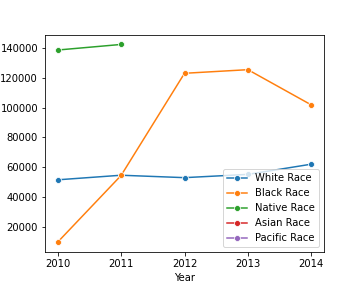 140000
120000
100000
80000
60000
40000
20000
2010 2011 2012 2013 2014
Year
White Race
Black Race
Native Race
Asian Race
Pacific Race